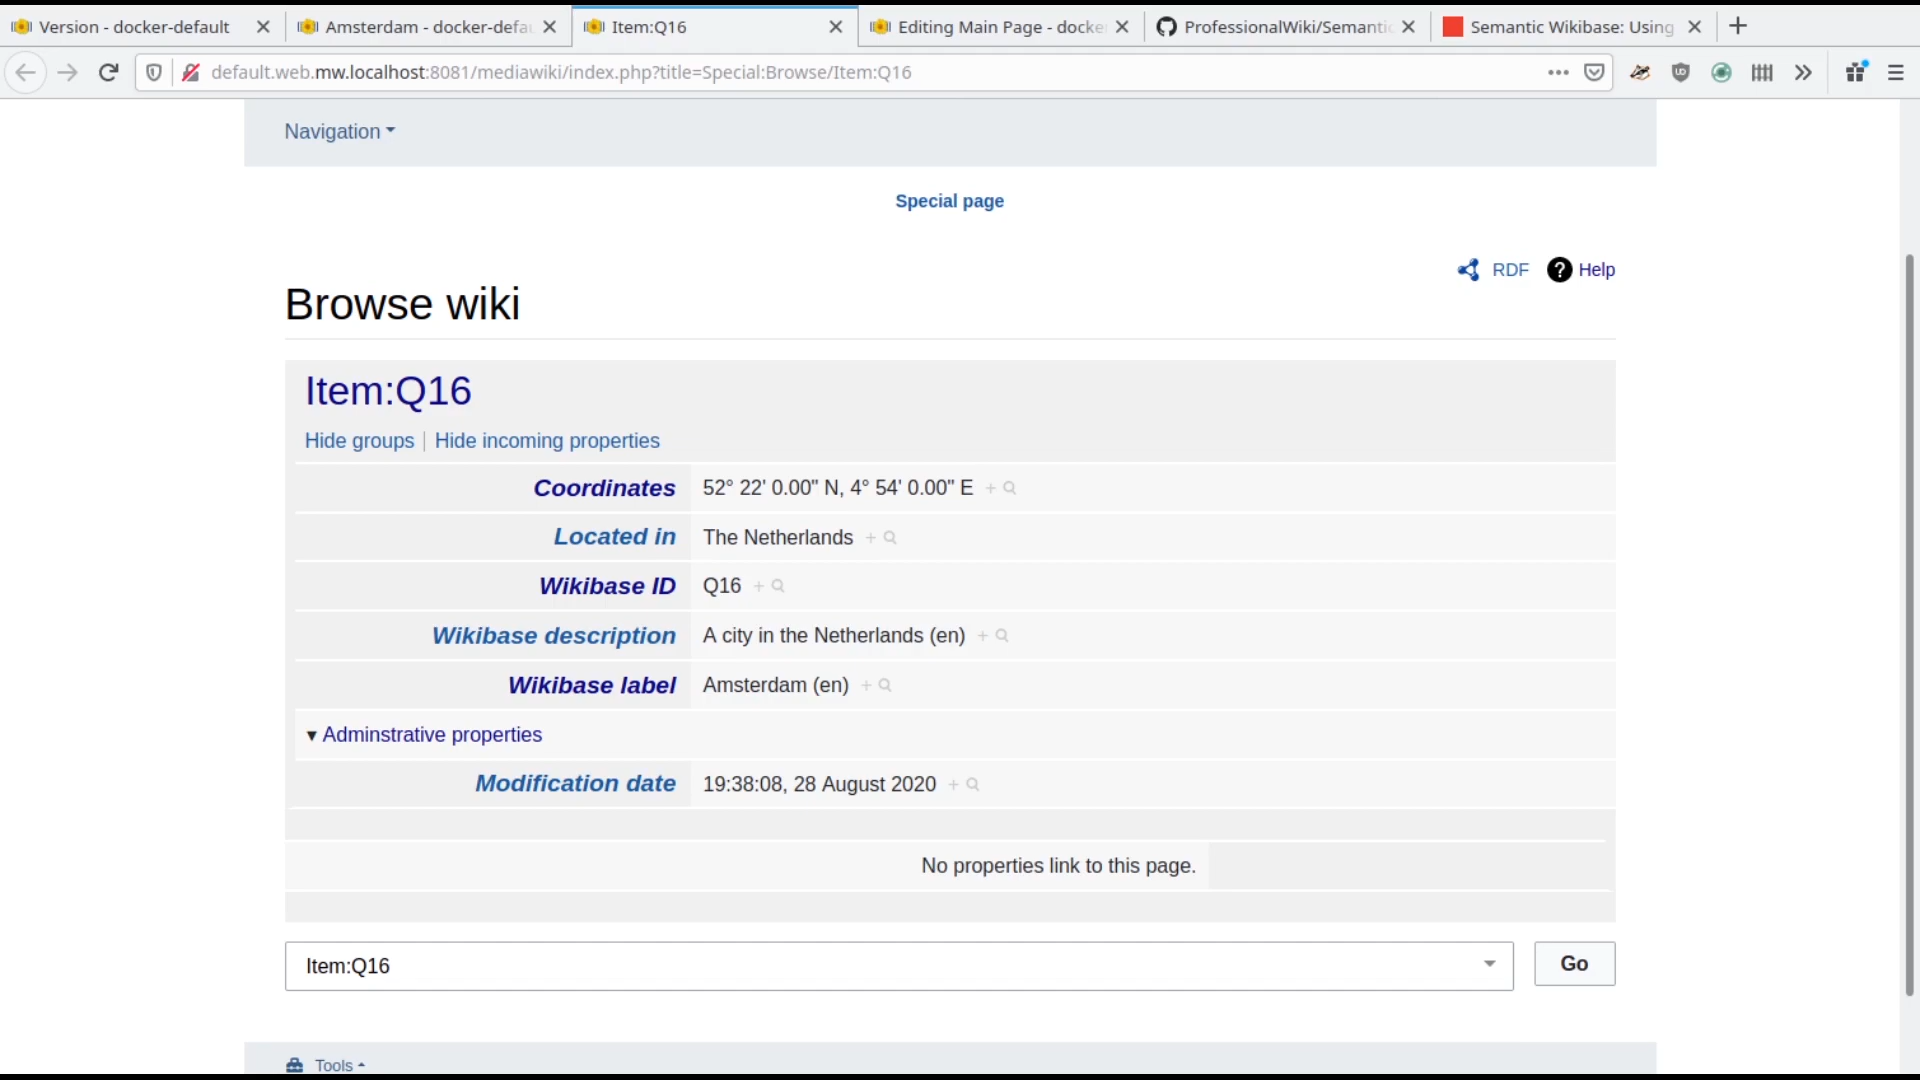 Version - docker-default
Amsterdam - docker-defau
Item:Q16
Editing Main Page - docke
ProfessionalWiki/Semantic
Semantic Wikibase: Using
default.web.mw.localhost:8081/mediawiki/index.php?title=Special:Browse/Item:Q16
Navigation
Special page
RDF
Help
Browse wiki
Item:Q16
Hide groups | Hide incoming properties
Coordinates 52° 22' 0.00" N, 4° 54' 0.00" E +
Located in The Netherlands +
Wikibase ID Q16 +
Wikibase description A city in the Netherlands (en) +
Wikibase label Amsterdam (en) +
Adminstrative properties
Modification date 19:38:08, 28 August 2020 +
No properties link to this page.
Item:Q16
Go
Tools